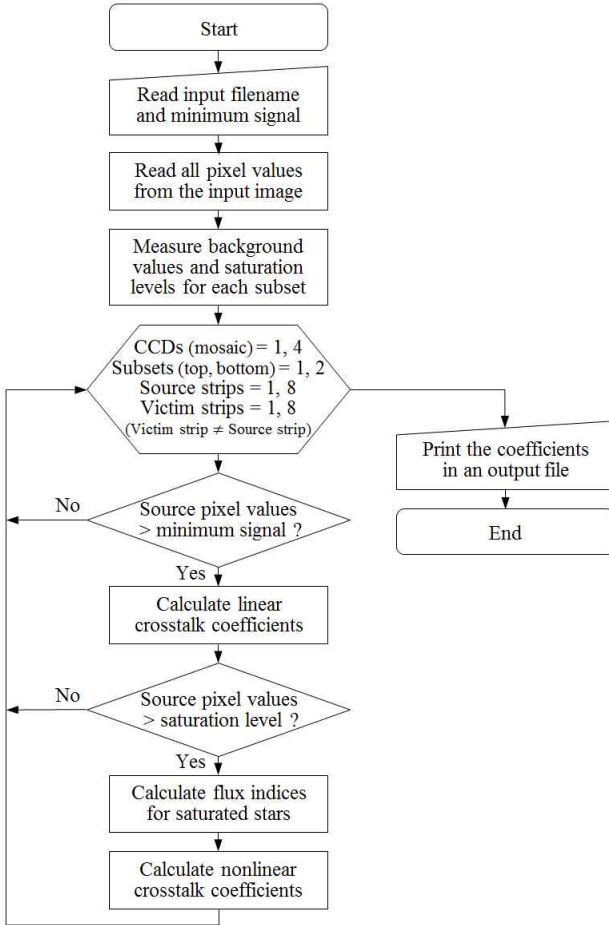 Start
Read input filename
and minimum signal
Read all pixel values
from the input image
Measure background
values and saturation
levels for each subset
CCDs (mosaic) = 1, 4
Subsets (top, bottom) = 1, 2
Source strips = 1, 8
Victim strips = 1, 8
(Victim strip ≠ Source strip)
Print the coefficients
in an output file
End
No
Source pixel values
> minimum signal ?
Yes
Calculate linear
crosstalk coefficients
No
Source pixel values
> saturation level ?
Yes
Calculate flux indices
for saturated stars
Calculate nonlinear
crosstalk coefficients